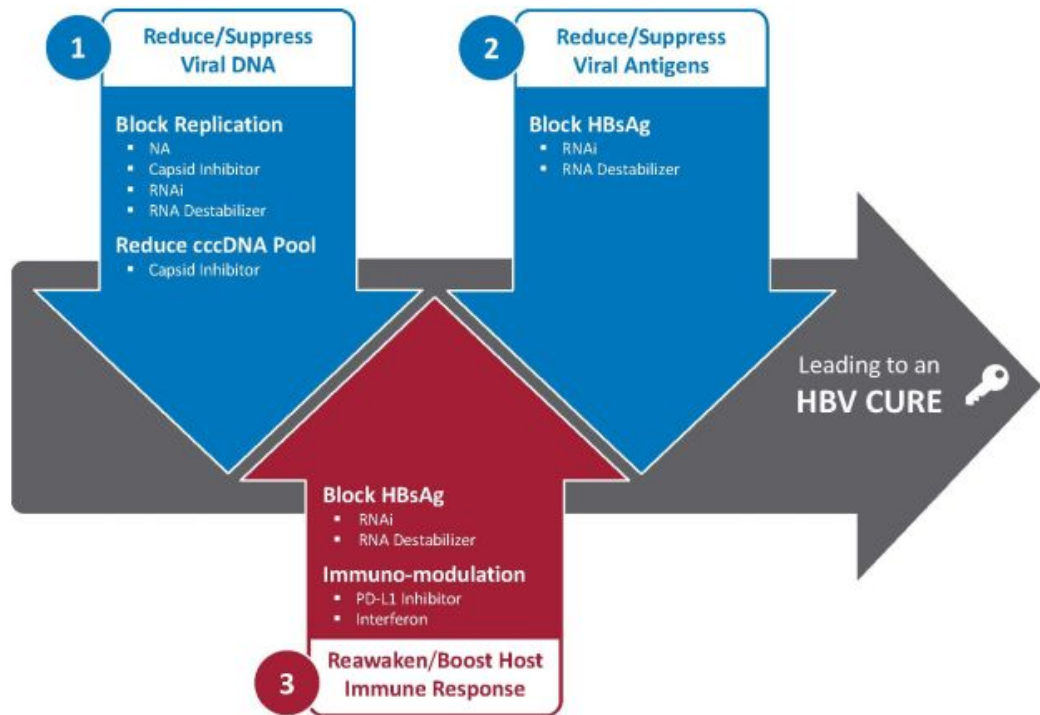 1
Reduce/Suppress
Viral DNA
Block Replication
▪ NA
▪ Capsid Inhibitor
▪ RNAi
▪ RNA Destabilizer
Reduce cccDNA Pool
▪ Capsid Inhibitor
2
Reduce/Suppress
Viral Antigens
Block HBsAg
▪ RNAi
▪ RNA Destabilizer
Block HBsAg
▪ RNAi
▪ RNA Destabilizer
Immuno-modulation
▪ PD-L1 Inhibitor
▪ Interferon
3
Reawaken/Boost Host
Immune Response
Leading to an
HBV CURE